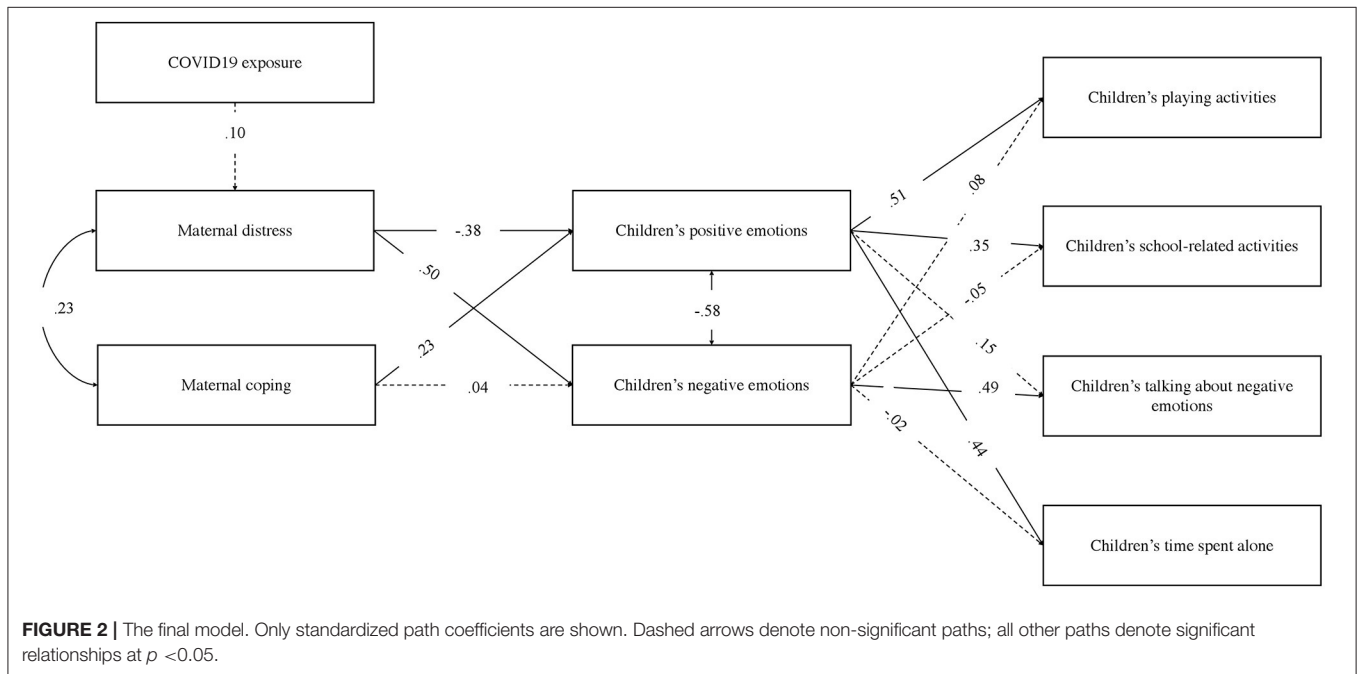 COVID19 exposure
.10
Maternal distress
.23
Maternal coping
-.38
.50
.23
.04
Children's positive emotions
-.58
Children's negative emotions
.51
.08
.35
-.05
.15
.49
-.02
.44
Children's playing activities
Children's school-related activities
Children's talking about negative
emotions
Children's time spent alone
FIGURE 2 | The final model. Only standardized path coefficients are shown. Dashed arrows denote non-significant paths; all other paths denote significant
relationships at p <0.05.